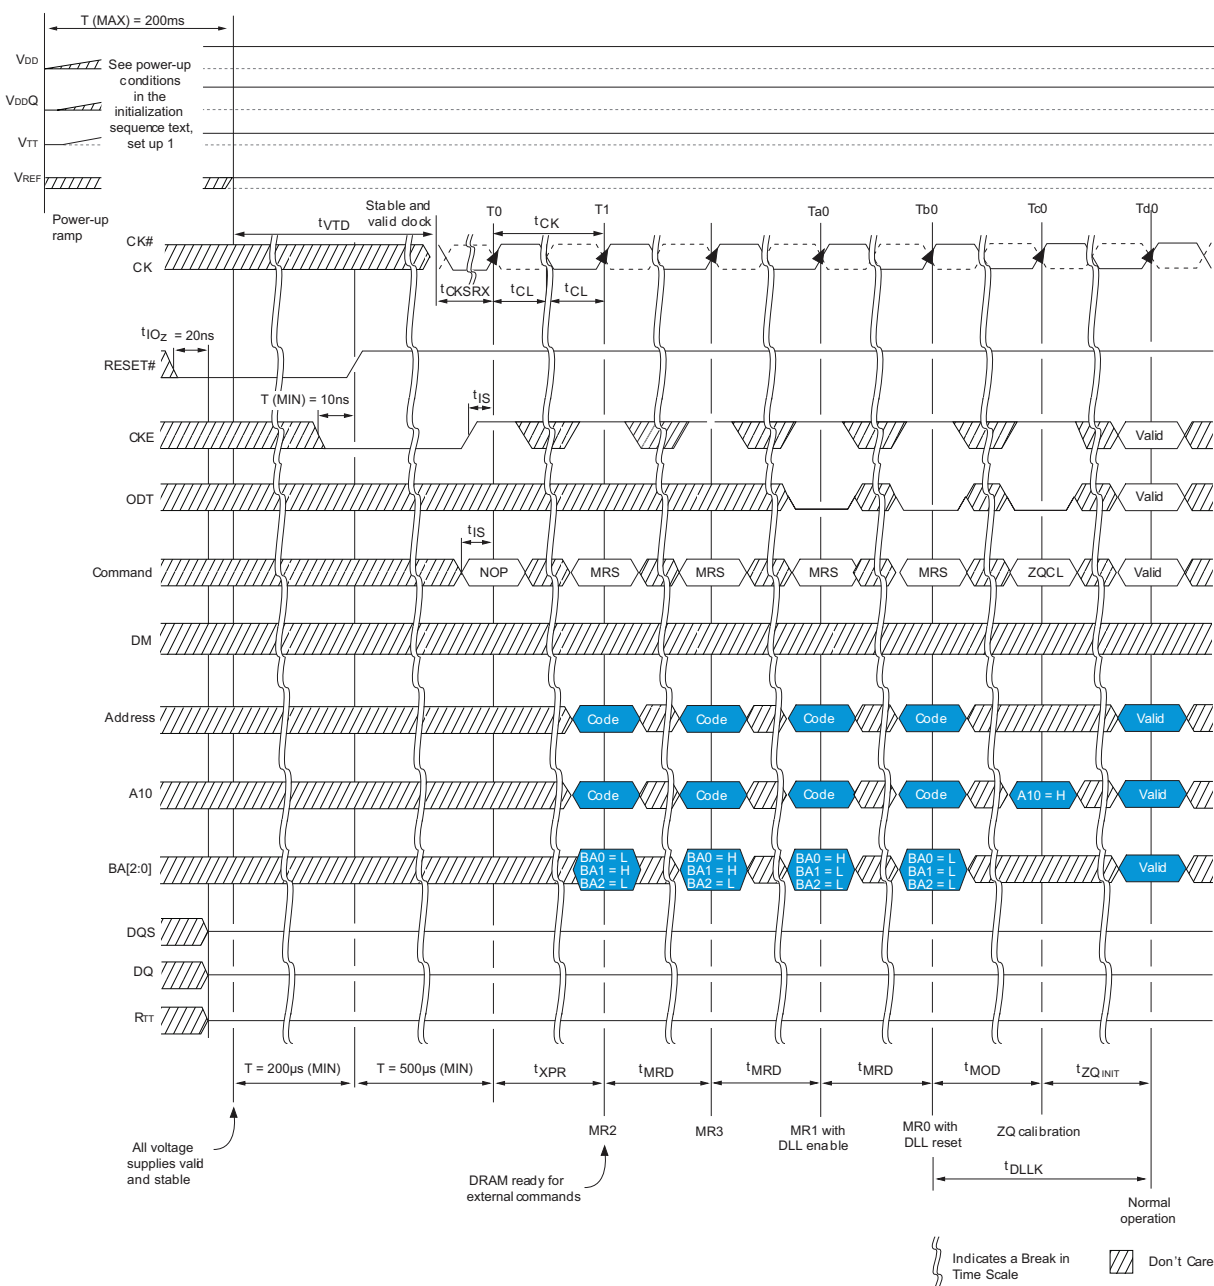 T (MAX) = 200ms
VDD
See power-up
conditions
in the
initialization
sequence text,
set up 1
VDDQ
VTT
VREF
Power-up
ramp
Stable and
valid clock
tVTD
T0
tCK
T1
Ta0
Tb0
Tc0
Td0
CK#
CK
tCKSRX
tCL
tCL
tIOZ = 20ns
RESET#
T (MIN) = 10ns
tIS
CKE
Valid
ODT
Valid
tIS
Command
NOP
MRS
MRS
MRS
MRS
ZQCL
Valid
DM
Address
Code
Code
Code
Code
Valid
A10
Code
Code
Code
Code
A10 = H
Valid
BA[2:0]
BA0 = L
BA1 = H
BA2 = L
BA0 = H
BA1 = H
BA2 = L
BA0 = H
BA1 = L
BA2 = L
BA0 = L
BA1 = L
BA2 = L
Valid
DQS
DQ
RTT
T = 200µs (MIN)
T = 500µs (MIN)
tXPR
tMRD
tMRD
tMRD
tMOD
tZQINIT
All voltage
supplies valid
and stable
MR2
MR3
MR1 with
DLL enable
MR0 with
DLL reset
ZQ calibration
DRAM ready for
external commands
tDLLK
Normal
operation
Indicates a Break in
Time Scale
Don't Care